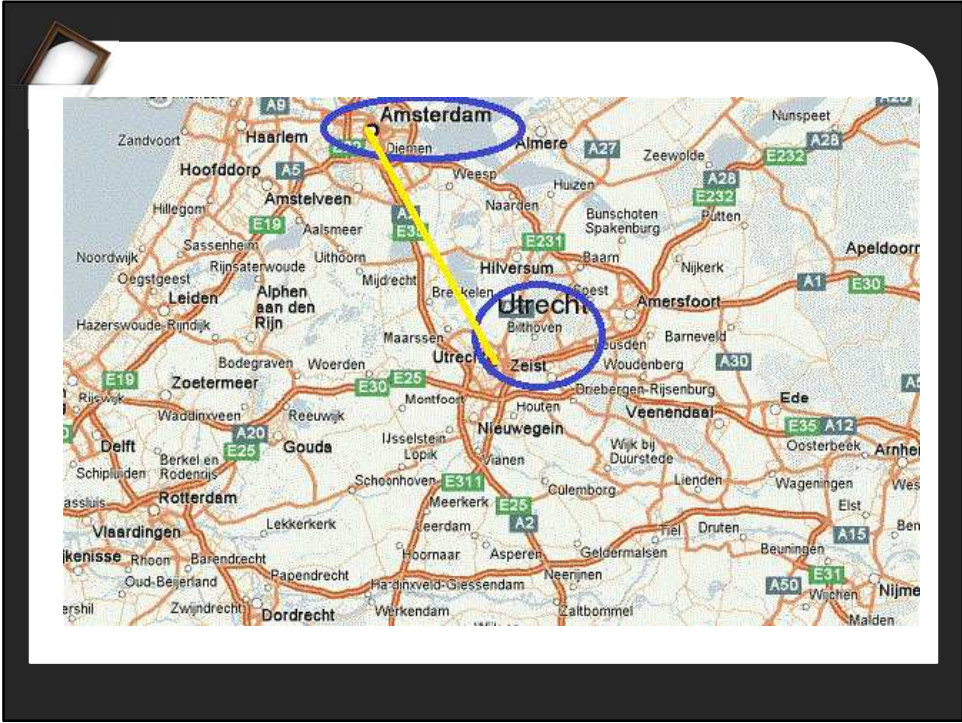 A9
Amsterdam
A28
Nunspeet
Zandvoort
Haarlem
Diemen
Almere
A27
A28
Zeewolde
E232
Hoofddorp
A5
Weesp
A28
Huizen
E232
Amstelveen
Hillegom
Naarden
Bunschoten
Spakenburg
Putten
E19
Aalsmeer
E231
Sassenheim
Noordwijk
Rijnsaterwoude
Uithoorn
Hilversum
Baarn
Nijkerk
Apeldoorn
Oegstgeest
Mijdrecht
A1
E30
Leiden
Alphen
aan den
Rijn
Utrecht
Amersfoort
Hazerswoude-Rijndijk
Bilthoven
Maarssen
Barneveld
Bodegraven
Woerden
Utrecht
Zeist
Woudenberg
A30
E19
Zoetermeer
E30
E25
Driebergen-Rijsenburg
Rijswijk
Montfoort
Houten
Ede
Waddinxveen
Reeuwijk
Veenendaal
A20
Nieuwegein
E35
A12
Delft
E25
Gouda
IJsselstein
Lopik
Wijk bij
Duurstede
Oosterbeek
Schipluiden
Berkel en
Rodenrijs
Vianen
Schoonhoven
E311
Culemborg
Lienden
Wageningen
Rotterdam
Meerkerk
E25
Elst
Vlaardingen
Lekkerkerk
A2
Tiel
Druten
A15
Rhoon
Barendrecht
Hoornaar
Asperen
Geldermalsen
Beuningen
Oud-Beijerland
Papendrecht
Hardinxveld-Giessendam
Neerijnen
A50
E31
Wijchen
Zwijndrecht
Dordrecht
Werkendam
Zaltbommel
Malden